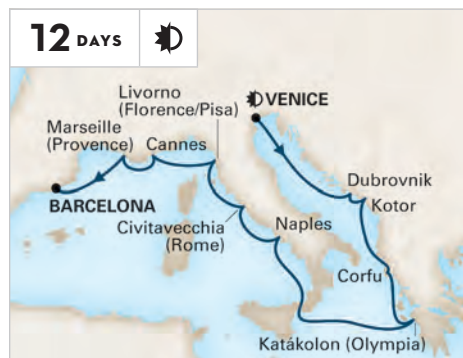 12 DAYS
Livorno
(Florence/Pisa)
VENICE
Marseille
(Provence)
Cannes
Dubrovnik
BARCELONA
Kotor
Civitavecchia
(Rome)
Naples
Corfu
Katákolon (Olympia)